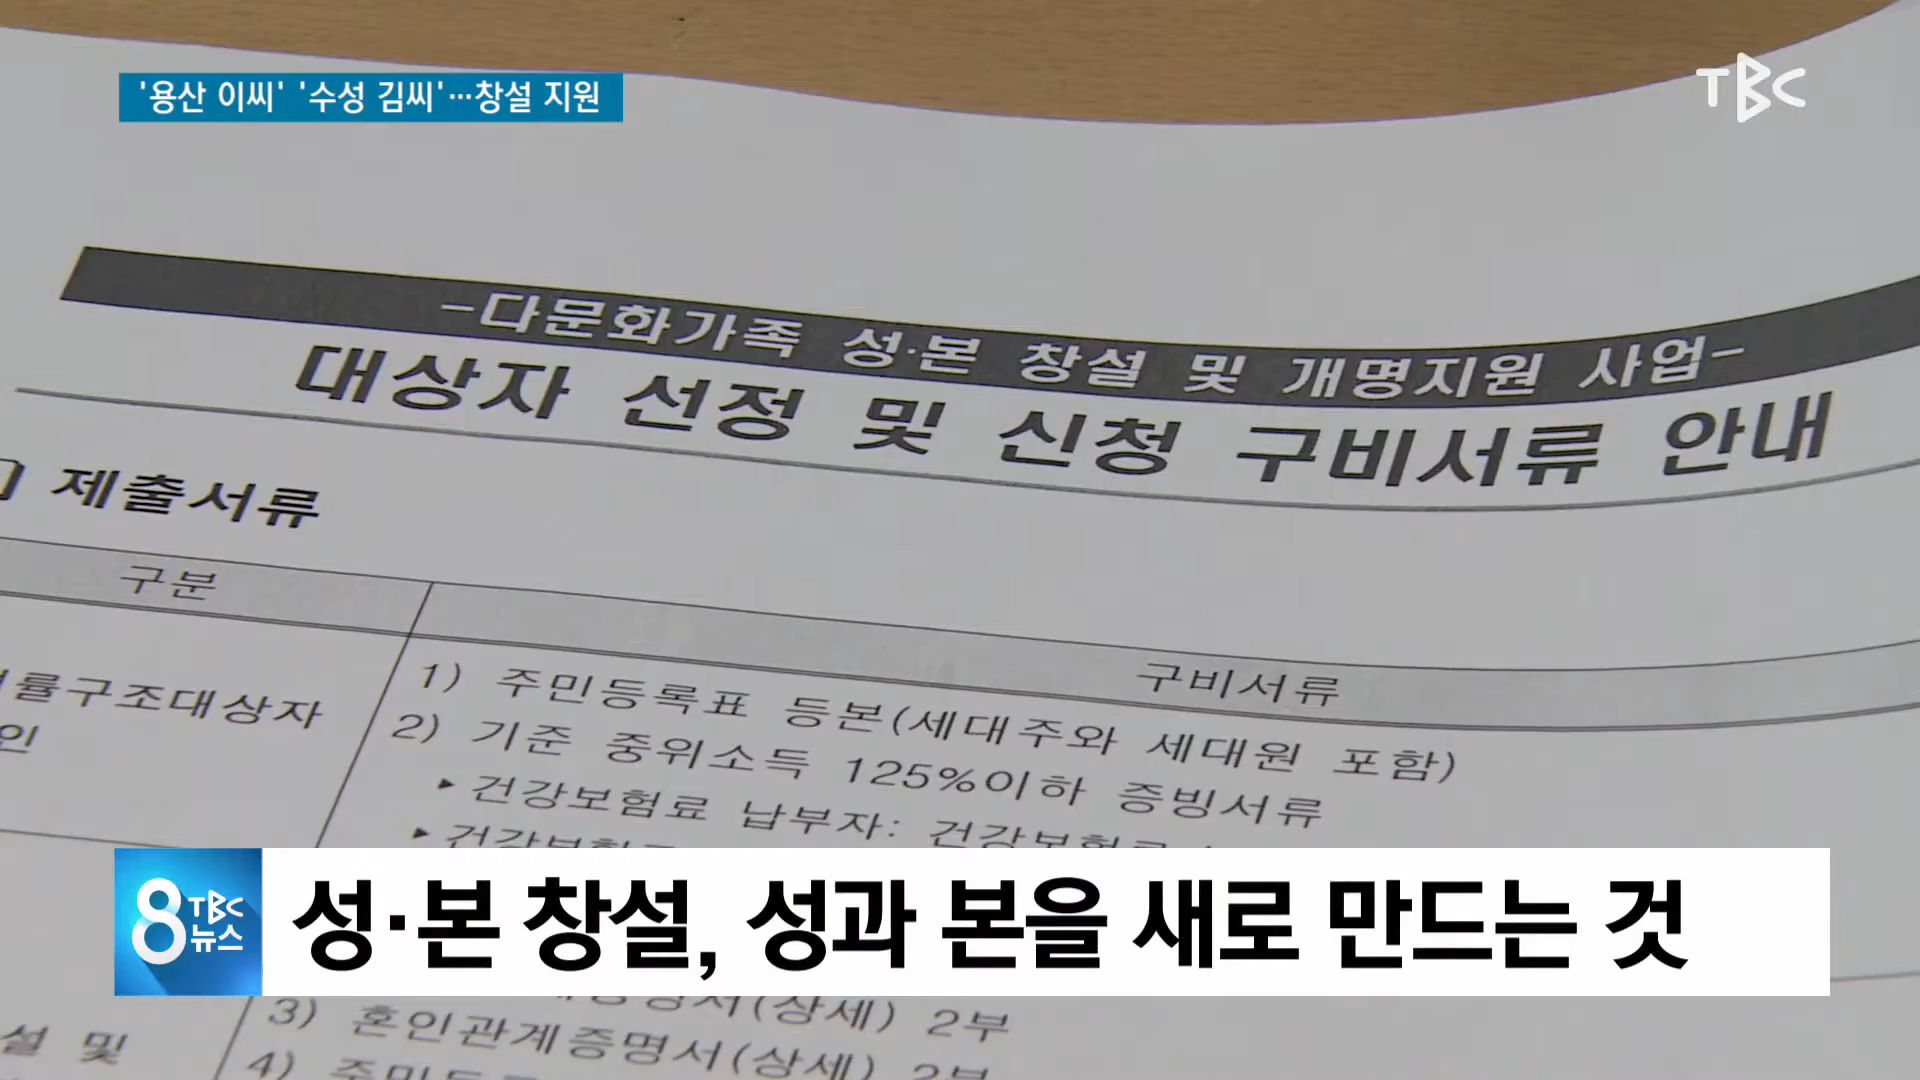 '용산 이씨' '수성 김씨'…창설 지원
TBC
-다문화가족 성·본 창설 및 개명지원 사업-
대상자 선정 및 신청 구비서류 안내
제출서류
구분
구비서류
률구조대상자
인
1) 주민등록표 등본(세대주와 세대원 포함)
2) 기준 중위소득 125%이하 증빙서류
▸건강보험료 납부자: 건강보험료
8 TBC 뉴스
성·본 창설, 성과 본을 새로 만드는 것
(상세) 2부
설 및
3) 혼인관계증명서(상세) 2부
4)